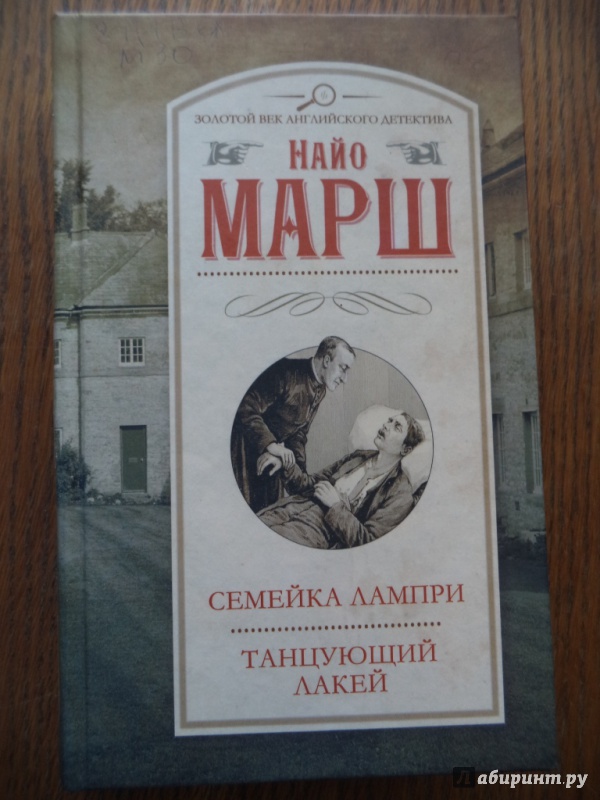 ЗОЛОТОЙ ВЕК АНГЛИЙСКОГО ДЕТЕКТИВА
НАЙО
МАРШ
СЕМЕЙКА ЛАМПРИ
ТАНЦУЮЩИЙ
ЛАКЕЙ
Лабиринт.ру